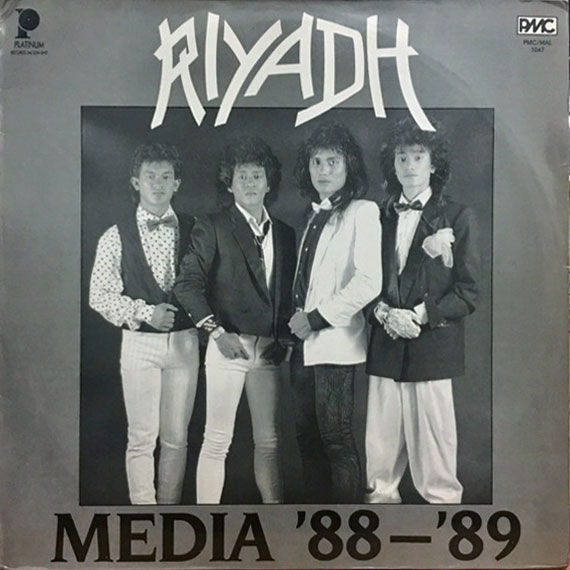 PLATINUM
RIYADH
PMC
PMC/MAL
1047
MEDIA '88–'89